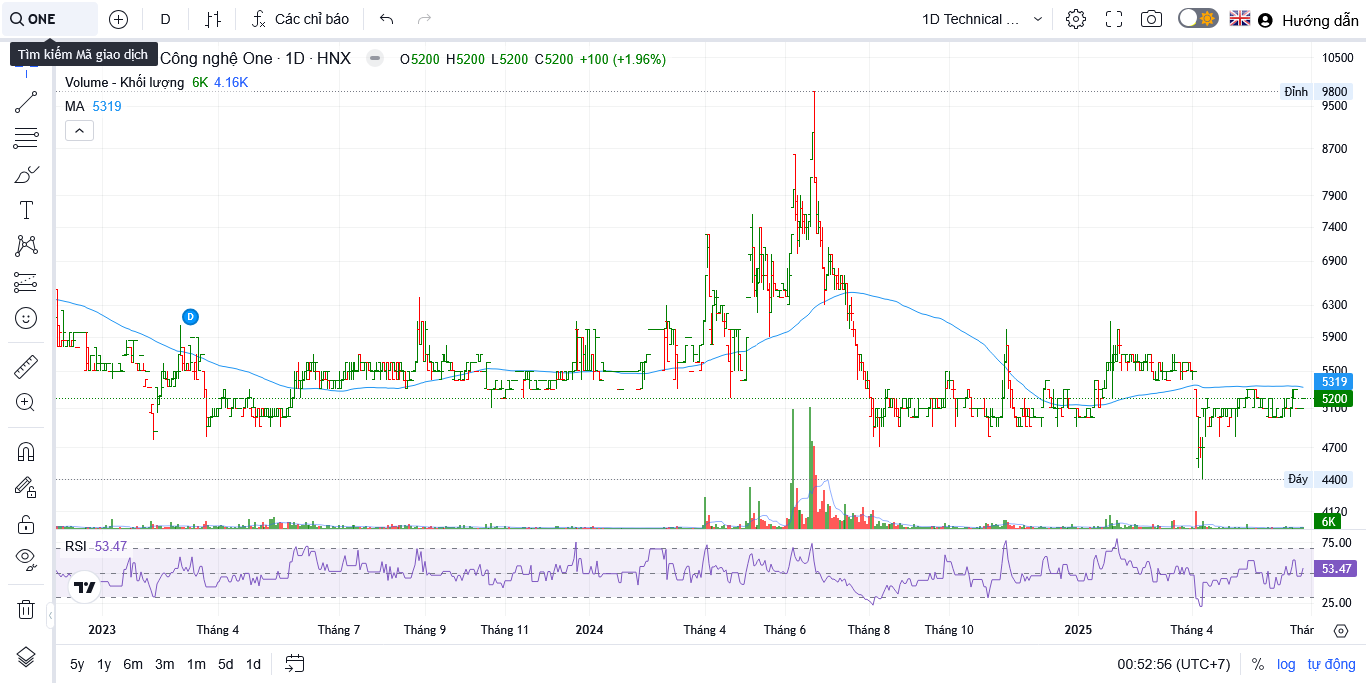 ONE
D
Các chỉ báo
1D Technical ...
Hướng dẫn
Tìm kiếm Mã giao dịch
Công nghệ One · 1D · HNX
O5200 H5200 L5200 C5200 +100 (+1.96%)
Volume - Khối lượng 6K 4.16K
MA 5319
D
10500
Đỉnh 9800
9500
8700
7900
7400
6900
6300
5900
5500
5319
5200
5100
4700
Đáy 4400
4120
6K
RSI 53.47
75.00
53.47
25.00
2023
Tháng 4
Tháng 7
Tháng 9
Tháng 11
2024
Tháng 4
Tháng 6
Tháng 8
Tháng 10
2025
Tháng 4
Thár
5y 1y 6m 3m 1m 5d 1d
00:52:56 (UTC+7)
% log tự động